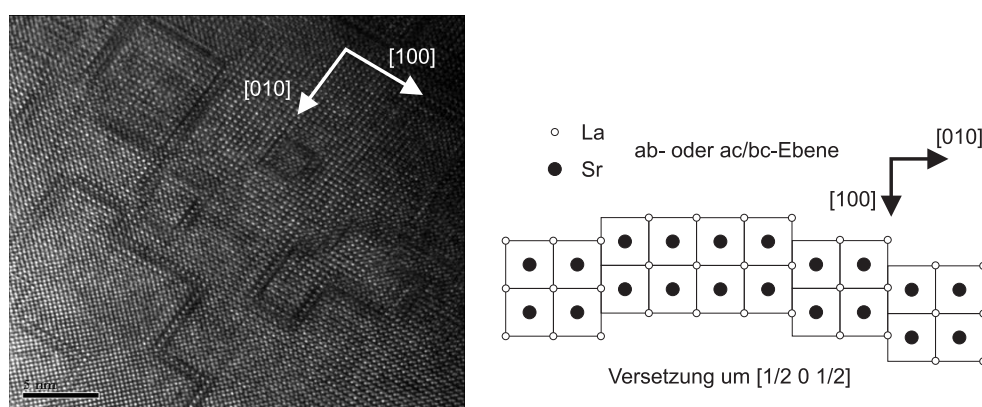 [100]
[010]
5 nm
La
Sr
ab- oder ac/bc-Ebene
[010]
[100]
Versetzung um [1/2 0 1/2]